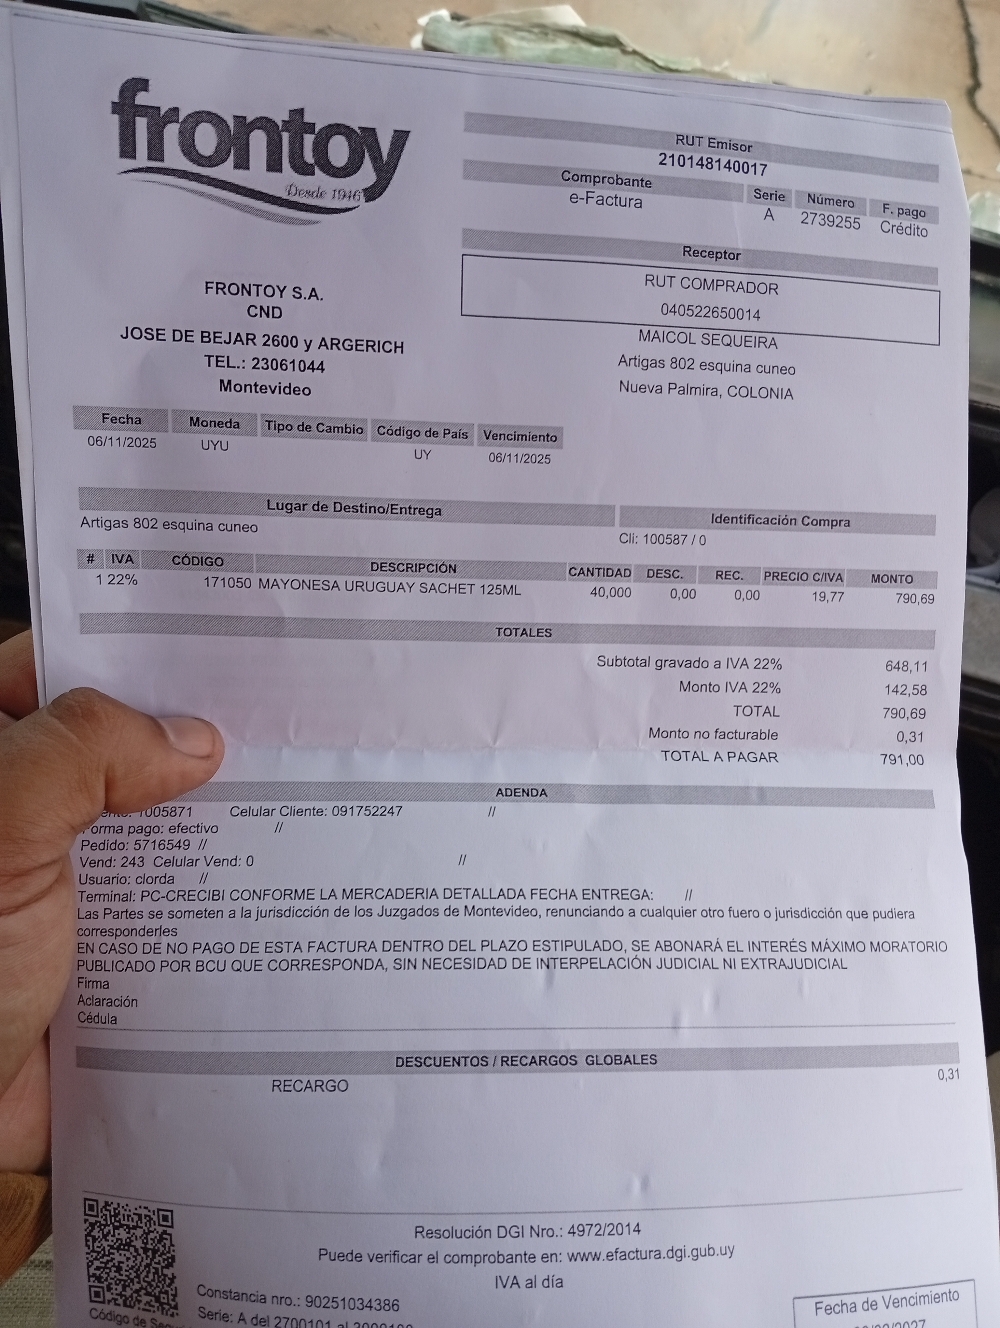 frontoy
Desde 1946
RUT Emisor
210148140017
Comprobante Serie Número F. pago
e-Factura A 2739255 Crédito
Receptor
RUT COMPRADOR
040522650014
MAICOL SEQUEIRA
Artigas 802 esquina cuneo
Nueva Palmira, COLONIA
FRONTOY S.A.
CND
JOSE DE BEJAR 2600 y ARGERICH
TEL.: 23061044
Montevideo
Fecha Moneda Tipo de Cambio Código de País Vencimiento
06/11/2025 UYU UY 06/11/2025
Lugar de Destino/Entrega Identificación Compra
Artigas 802 esquina cuneo Cli: 100587 / 0
# IVA CÓDIGO DESCRIPCIÓN CANTIDAD DESC. REC. PRECIO C/IVA MONTO
1 22% 171050 MAYONESA URUGUAY SACHET 125ML 40,000 0,00 0,00 19,77 790,69
TOTALES
Subtotal gravado a IVA 22% 648,11
Monto IVA 22% 142,58
TOTAL 790,69
Monto no facturable 0,31
TOTAL A PAGAR 791,00
ADENDA
1005871 Celular Cliente: 091752247 //
Forma pago: efectivo //
Pedido: 5716549 //
Vend: 243 Celular Vend: 0 //
Usuario: clorda //
Terminal: PC-CRECIBI CONFORME LA MERCADERIA DETALLADA FECHA ENTREGA: //
Las Partes se someten a la jurisdicción de los Juzgados de Montevideo, renunciando a cualquier otro fuero o jurisdicción que pudiera
corresponderles
EN CASO DE NO PAGO DE ESTA FACTURA DENTRO DEL PLAZO ESTIPULADO, SE ABONARÁ EL INTERÉS MÁXIMO MORATORIO
PUBLICADO POR BCU QUE CORRESPONDA, SIN NECESIDAD DE INTERPELACIÓN JUDICIAL NI EXTRAJUDICIAL
Firma
Aclaración
Cédula
DESCUENTOS / RECARGOS GLOBALES
RECARGO 0,31
Resolución DGI Nro.: 4972/2014
Puede verificar el comprobante en: www.efactura.dgi.gub.uy
IVA al día
Constancia nro.: 90251034386
Serie: A del 2700101 al
Código de
Fecha de Vencimiento